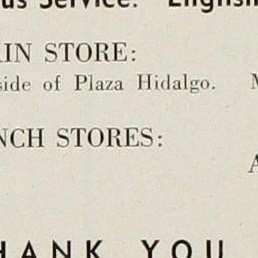 us Service. English
AIN STORE:
side of Plaza Hidalgo.
NCH STORES:
HANK YOU